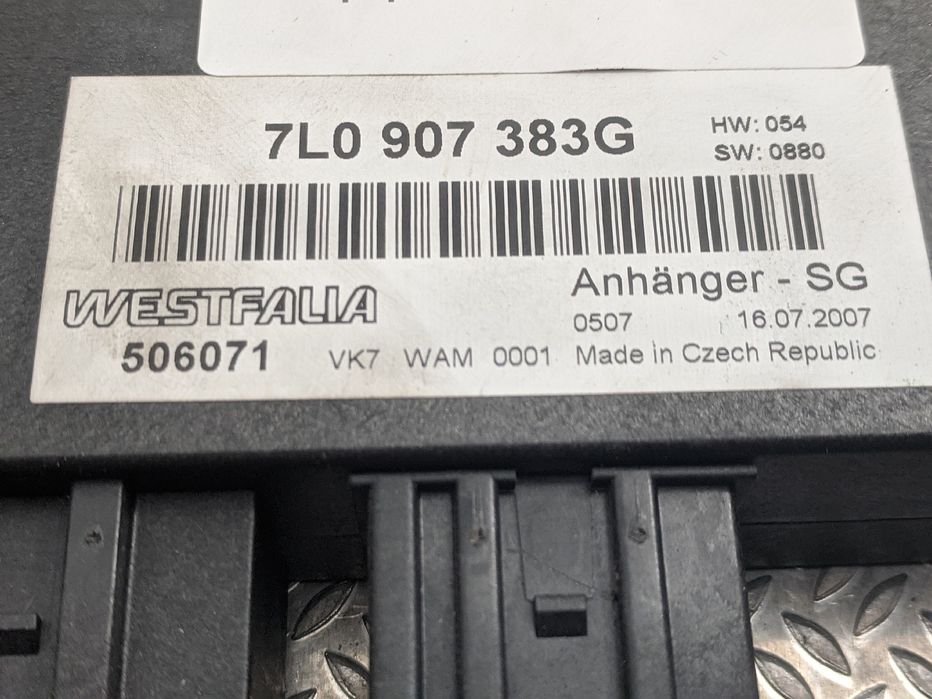 7L0 907 383G
HW: 054
SW: 0880
WESTFALIA
Anhänger - SG
0507 16.07.2007
506071 VK7 WAM 0001 Made in Czech Republic